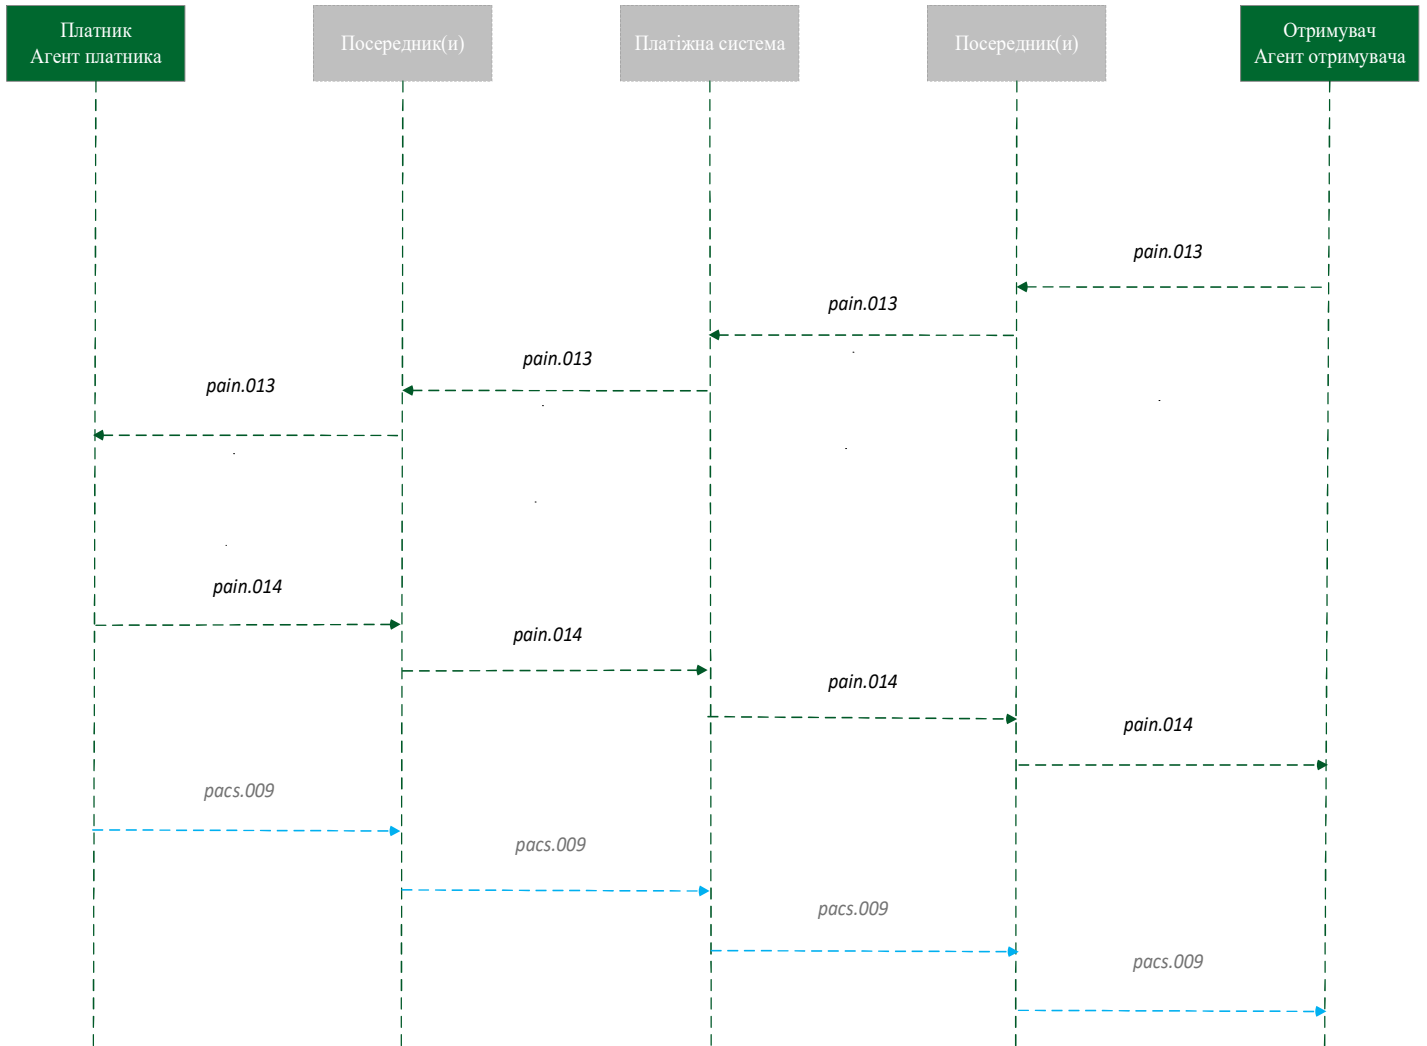 Платник
Агент платника
Посередник(и)
Платіжна система
Посередник(и)
Отримувач
Агент отримувача
pain.013
pain.013
pain.013
pain.013
pain.014
pain.014
pain.014
pain.014
pacs.009
pacs.009
pacs.009
pacs.009